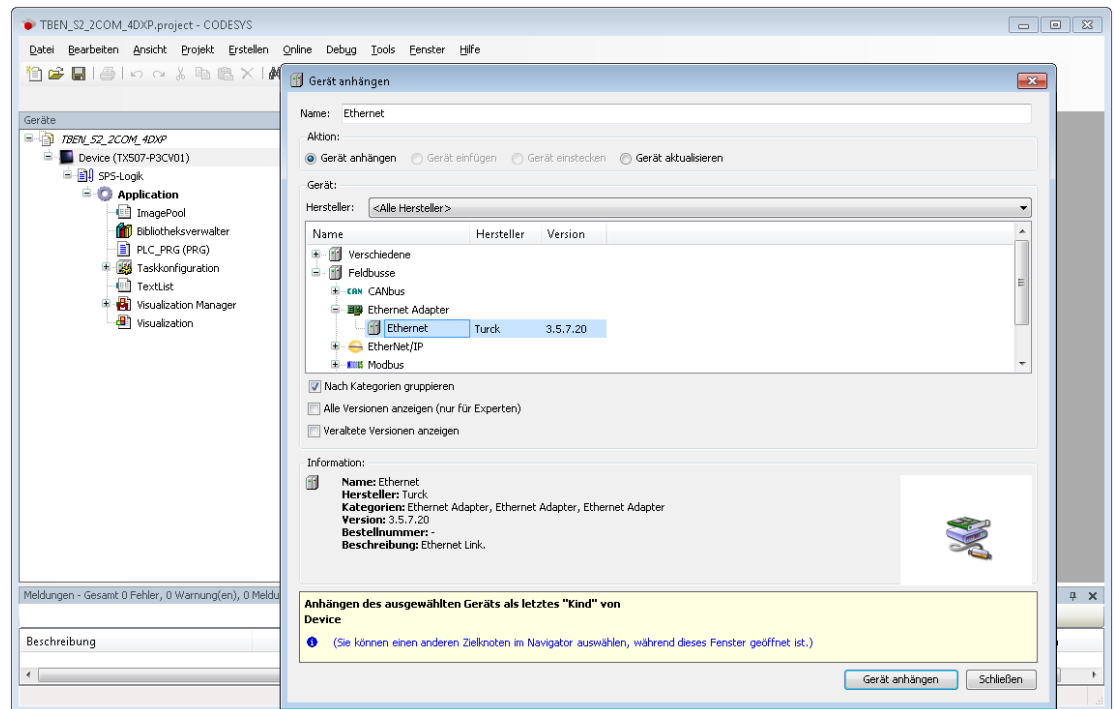 TBEN_S2_2COM_4DXP.project - CODESYS
Datei Bearbeiten Ansicht Projekt Erstellen Online Debug Tools Fenster Hilfe
Geräte
TBEN_S2_2COM_4DXP
Device (TX507-P3CV01)
SPS-Logik
Application
ImagePool
Bibliotheksverwalter
PLC_PRG (PRG)
Taskkonfiguration
TextList
Visualization Manager
Visualization
Gerät anhängen
Name: Ethernet
Aktion:
Gerät anhängen Gerät einfügen Gerät einstecken Gerät aktualisieren
Gerät:
Hersteller: <Alle Hersteller>
Name Hersteller Version
Verschiedene
Feldbusse
CAN CANbus
Ethernet Adapter
Ethernet Turck 3.5.7.20
EtherNet/IP
Modbus
Nach Kategorien gruppieren
Alle Versionen anzeigen (nur für Experten)
Veraltete Versionen anzeigen
Information:
Name: Ethernet
Hersteller: Turck
Kategorien: Ethernet Adapter, Ethernet Adapter, Ethernet Adapter
Version: 3.5.7.20
Bestellnummer: -
Beschreibung: Ethernet Link.
Anhängen des ausgewählten Geräts als letztes "Kind" von
Device
(Sie können einen anderen Zielknoten im Navigator auswählen, während dieses Fenster geöffnet ist.)
Gerät anhängen Schließen
Meldungen - Gesamt 0 Fehler, 0 Warnung(en), 0 Meldu
Beschreibung